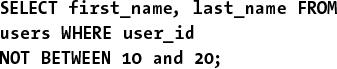 SELECT first_name, last_name FROM
users WHERE user_id
NOT BETWEEN 10 and 20;